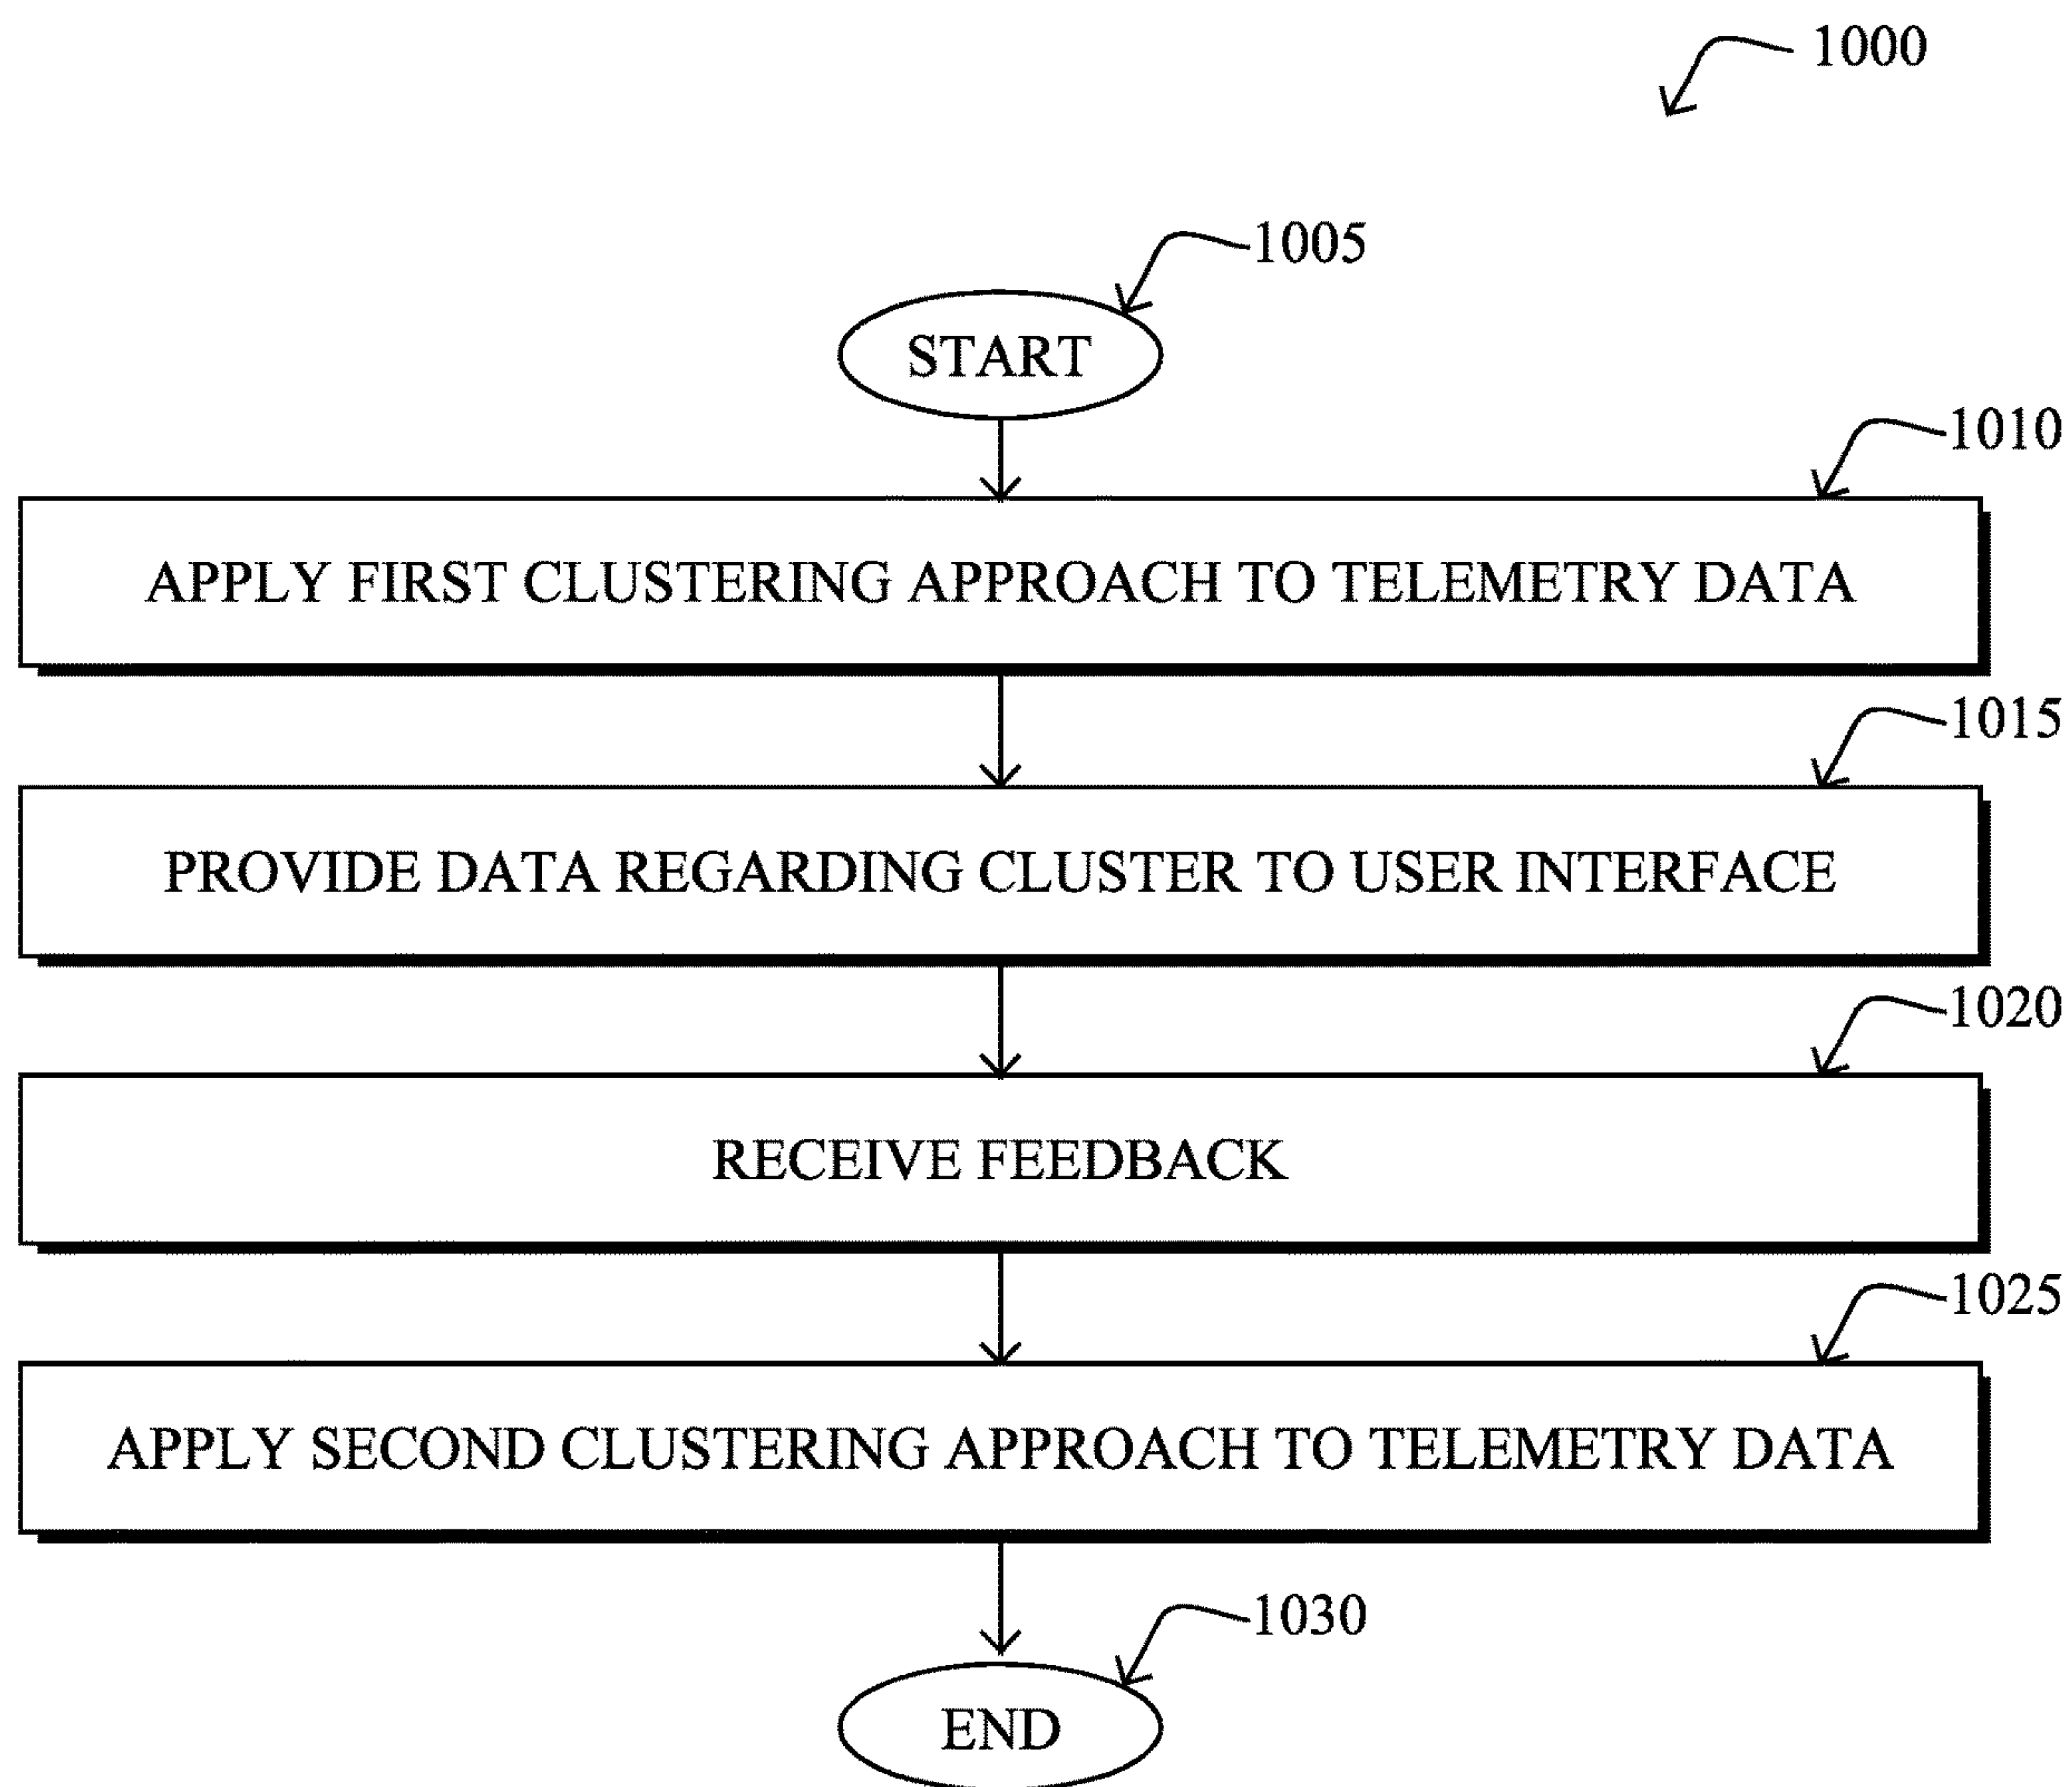 1000
1005
START
1010
APPLY FIRST CLUSTERING APPROACH TO TELEMETRY DATA
1015
PROVIDE DATA REGARDING CLUSTER TO USER INTERFACE
1020
RECEIVE FEEDBACK
1025
APPLY SECOND CLUSTERING APPROACH TO TELEMETRY DATA
1030
END